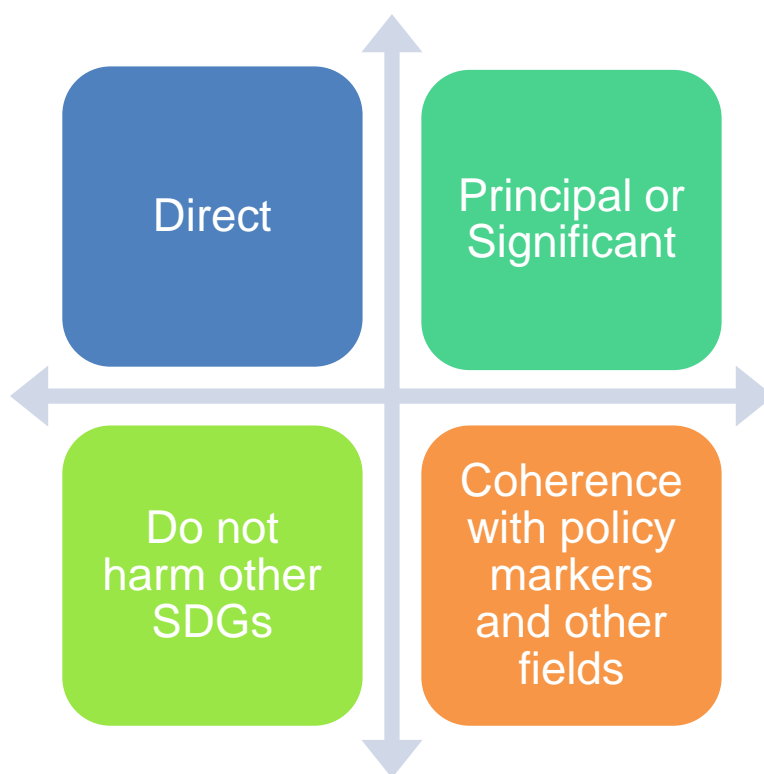 Direct
Principal or
Significant
Do not
harm other
SDGs
Coherence
with policy
markers
and other
fields